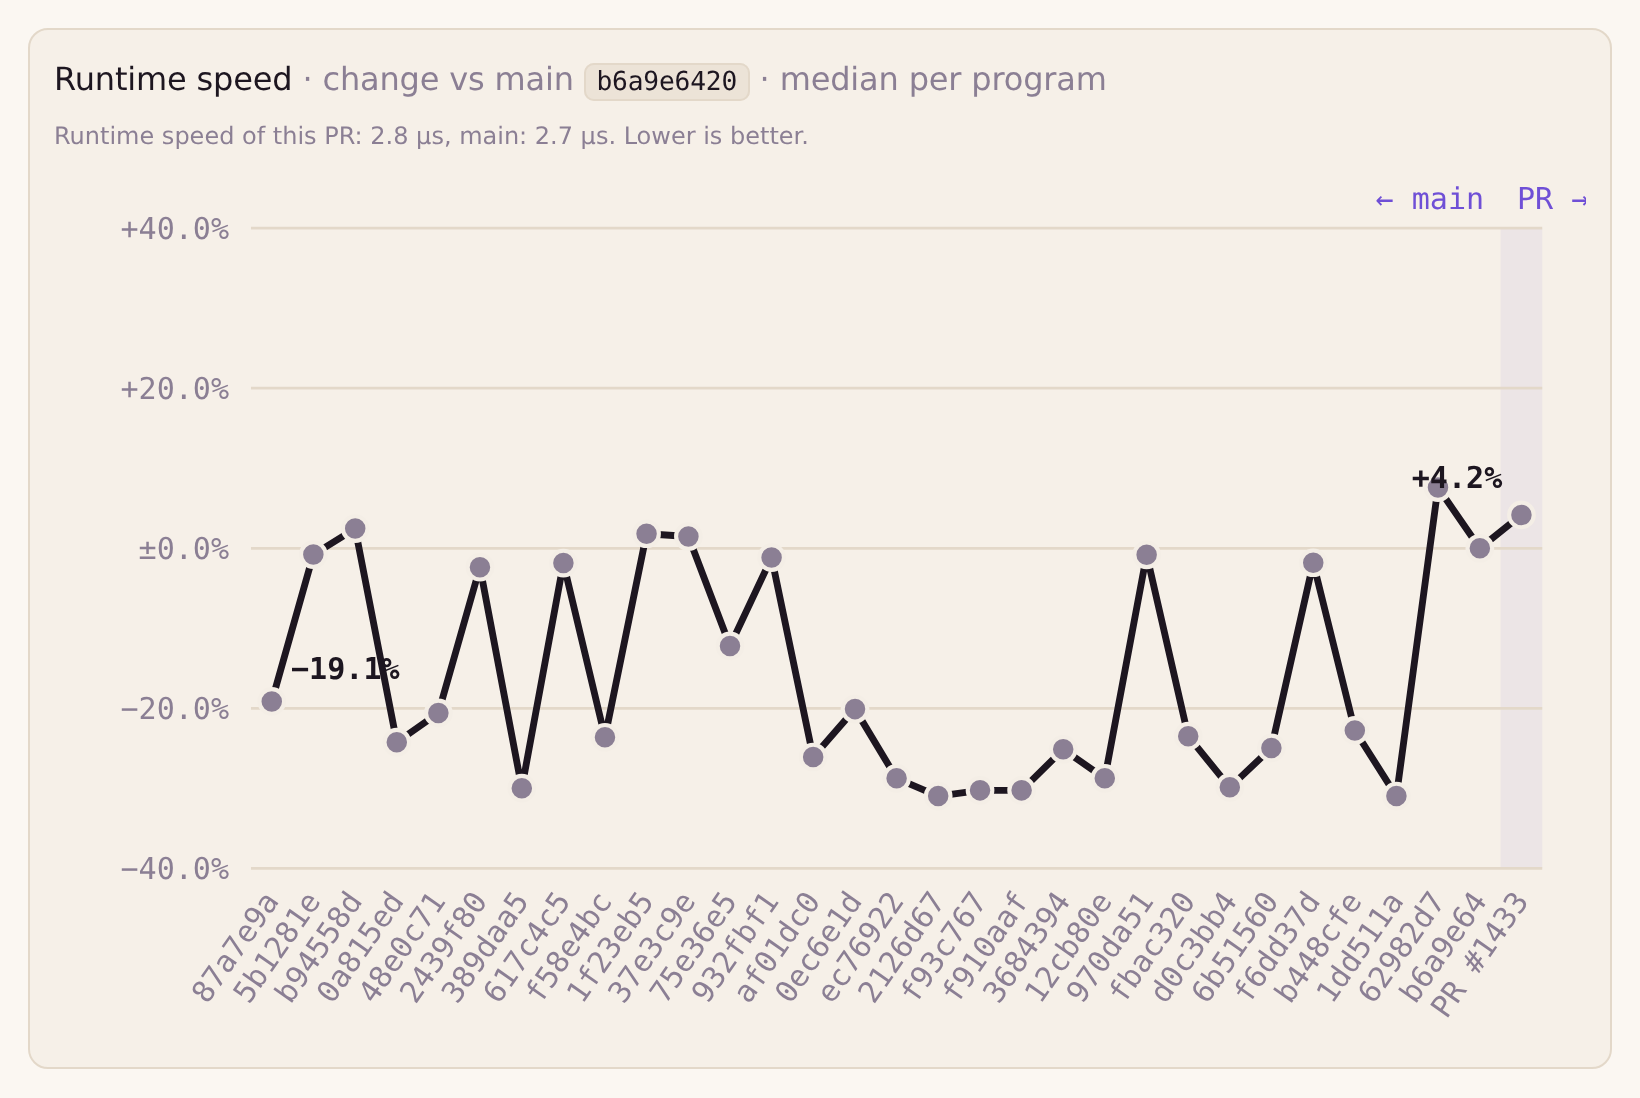 Runtime speed · change vs main b6a9e6420 · median per program
Runtime speed of this PR: 2.8 µs, main: 2.7 µs. Lower is better.
← main PR →
+40.0%
+20.0%
±0.0%
−20.0%
−40.0%
−19.1%
+4.2%
87a7e9a
5b1281e
b94558d
0a815ed
48e0c71
2439f80
389daa5
617c4c5
f58e4bc
1f23eb5
37e3c9e
75e36e5
932fbf1
af01dc0
0ec6e1d
ec76922
2126d67
f93c767
f910aaf
3684394
12cb80e
970da51
fbac320
d0c3bb4
6b51560
f6dd37d
b448cfe
1dd511a
62982d7
b6a9e64
PR #1433